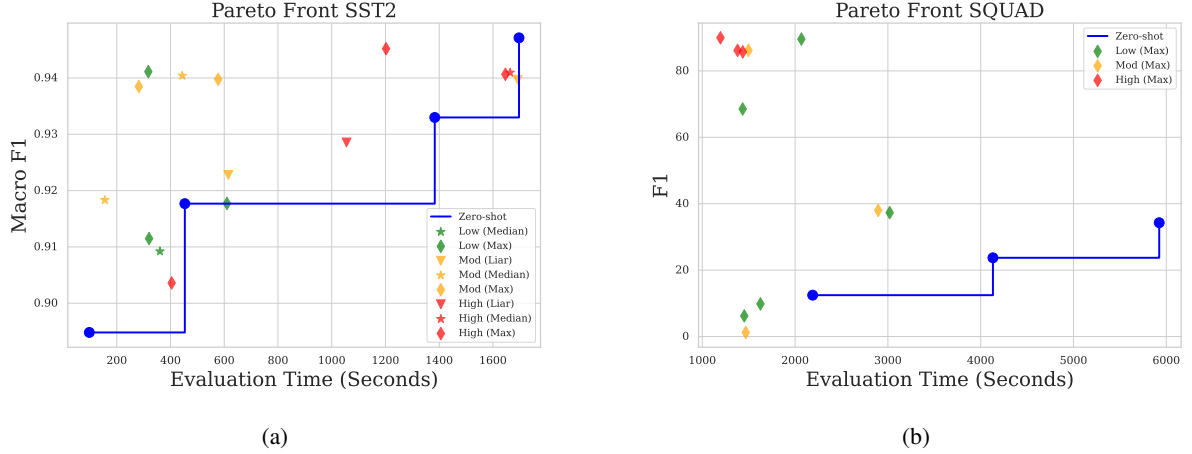 Pareto Front SST2
Macro F1
0.94
0.93
0.92
0.91
0.90
200 400 600 800 1000 1200 1400 1600
Evaluation Time (Seconds)
Zero-shot
Low (Median)
Low (Max)
Mod (Liar)
Mod (Median)
Mod (Max)
High (Liar)
High (Median)
High (Max)
(a)
Pareto Front SQUAD
F1
80
60
40
20
0
1000 2000 3000 4000 5000 6000
Evaluation Time (Seconds)
Zero-shot
Low (Max)
Mod (Max)
High (Max)
(b)